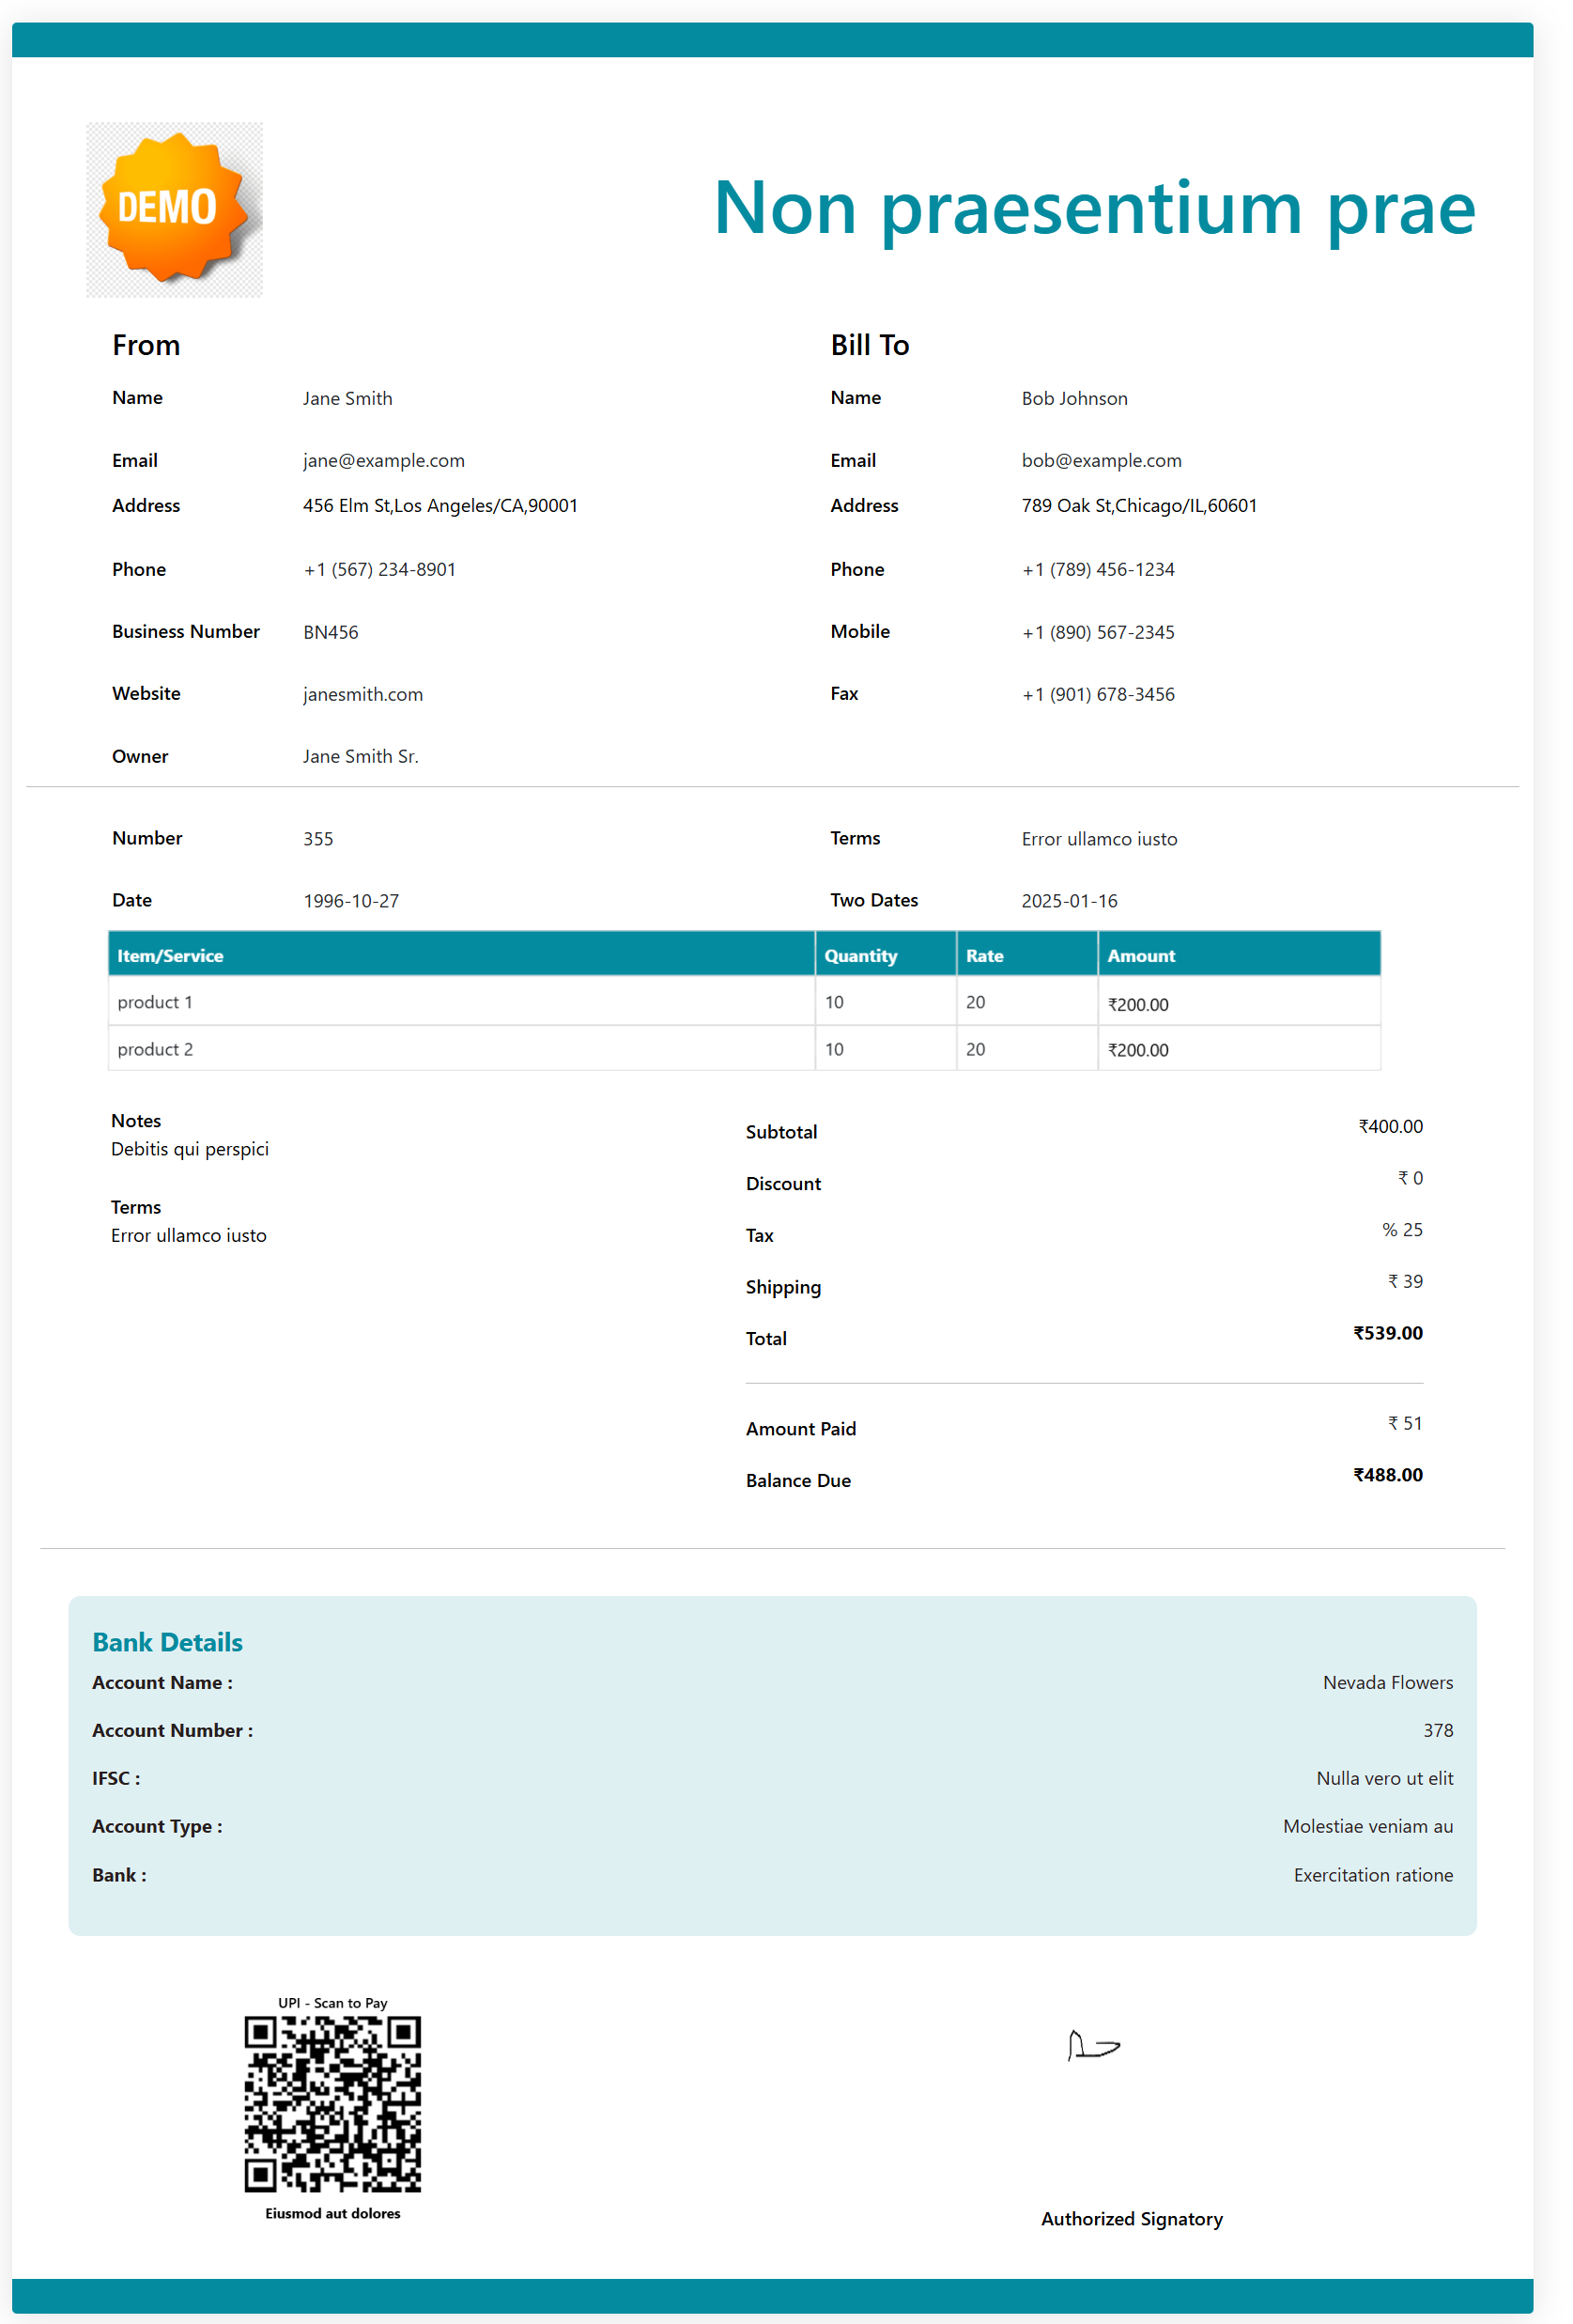 DEMO
Non praesentium prae
From
Name Jane Smith
Email jane@example.com
Address 456 Elm St,Los Angeles/CA,90001
Phone +1 (567) 234-8901
Business Number BN456
Website janesmith.com
Owner Jane Smith Sr.
Bill To
Name Bob Johnson
Email bob@example.com
Address 789 Oak St,Chicago/IL,60601
Phone +1 (789) 456-1234
Mobile +1 (890) 567-2345
Fax +1 (901) 678-3456
Number 355
Date 1996-10-27
Terms Error ullamco iusto
Two Dates 2025-01-16
Item/Service Quantity Rate Amount
product 1 10 20 ₹200.00
product 2 10 20 ₹200.00
Notes
Debitis qui perspici
Terms
Error ullamco iusto
Subtotal ₹400.00
Discount ₹ 0
Tax % 25
Shipping ₹ 39
Total ₹539.00
Amount Paid ₹ 51
Balance Due ₹488.00
Bank Details
Account Name : Nevada Flowers
Account Number : 378
IFSC : Nulla vero ut elit
Account Type : Molestiae veniam au
Bank : Exercitation ratione
UPI - Scan to Pay
Eiusmod aut dolores
Authorized Signatory